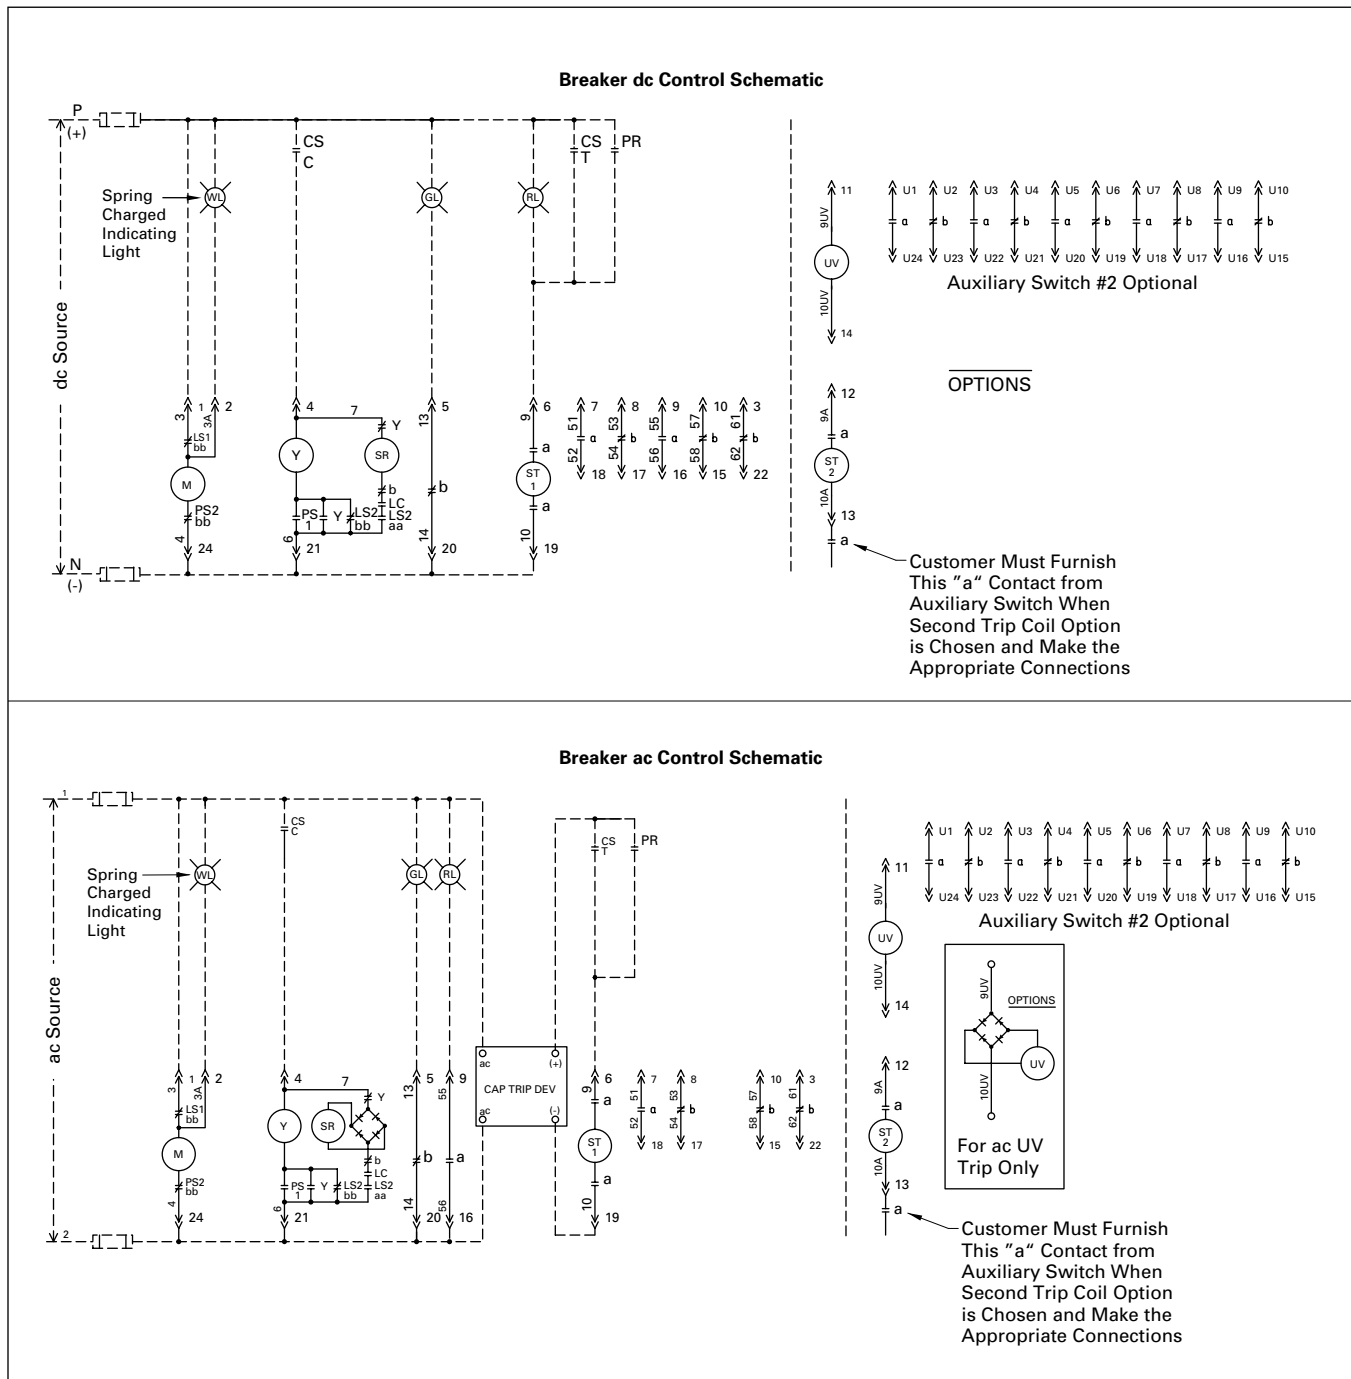 Breaker dc Control Schematic
P
(+)
CS
C
CS
T
PR
Spring
Charged
Indicating
Light
WL
GL
RL
dc Source
11
9UV
UV
10UV
14
U1 U2 U3 U4 U5 U6 U7 U8 U9 U10
a b a b a b a b a b
U24 U23 U22 U21 U20 U19 U18 U17 U16 U15
Auxiliary Switch #2 Optional
OPTIONS
3 1 3A 2
LS1
bb
M
PS2
bb
4 24
4 7
Y
Y
SR
b
LC
LS2
aa
PS
1
Y
LS2
bb
6 21
13 5
b
14 20
9 6
a
ST
1
a
10 19
51 7 53 8 55 9 57 10 61 3
a b a b b
52 18 54 17 56 16 58 15 62 22
12
9A
a
ST
2
10A
13
a
N
(-)
Customer Must Furnish
This "a" Contact from
Auxiliary Switch When
Second Trip Coil Option
is Chosen and Make the
Appropriate Connections
Breaker ac Control Schematic
1
CS
C
CS
T
PR
Spring
Charged
Indicating
Light
WL
GL
RL
ac Source
11
9UV
UV
10UV
14
U1 U2 U3 U4 U5 U6 U7 U8 U9 U10
a b a b a b a b a b
U24 U23 U22 U21 U20 U19 U18 U17 U16 U15
Auxiliary Switch #2 Optional
9UV
OPTIONS
UV
10UV
For ac UV
Trip Only
3 1 3A 2
LS1
bb
M
PS2
bb
4 24
4 7
Y
Y
SR
b
LC
LS2
aa
PS
1
Y
LS2
bb
6 21
13 5
b
14 20
55 9
a
56 16
ac (+)
CAP TRIP DEV
ac (-)
9 6
a
ST
1
a
10 19
51 7 53 8 57 10 61 3
a b b b
52 18 54 17 58 15 62 22
12
9A
a
ST
2
10A
13
a
2
Customer Must Furnish
This "a" Contact from
Auxiliary Switch When
Second Trip Coil Option
is Chosen and Make the
Appropriate Connections